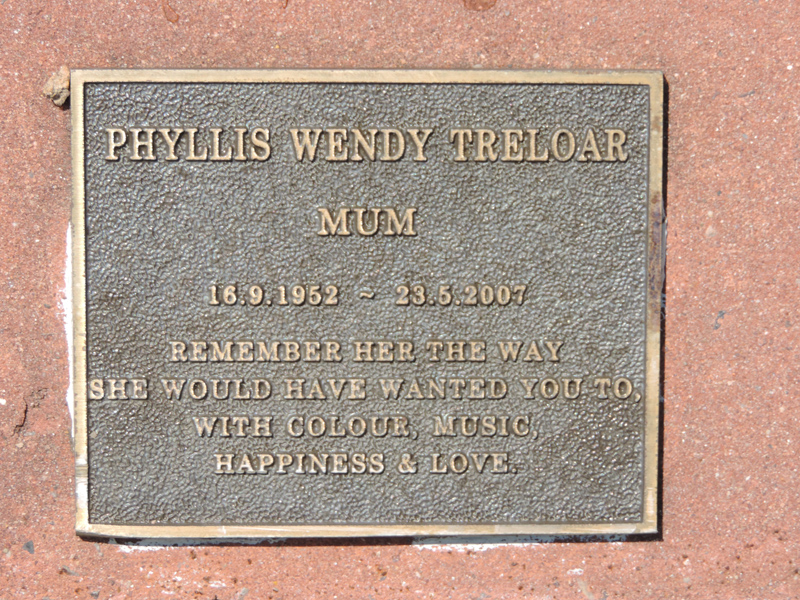 PHYLLIS WENDY TRELOAR
MUM
16.9.1952 ~ 23.5.2007
REMEMBER HER THE WAY
SHE WOULD HAVE WANTED YOU TO,
WITH COLOUR, MUSIC,
HAPPINESS & LOVE.